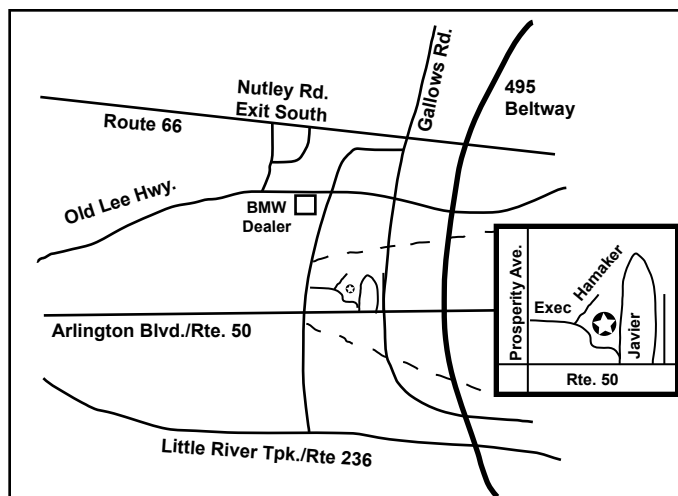 Nutley Rd.
Exit South
Gallows Rd.
495
Beltway
Route 66
Old Lee Hwy.
BMW
Dealer
Arlington Blvd./Rte. 50
Little River Tpk./Rte 236
Prosperity Ave.
Hamaker
Exec
Javier
Rte. 50